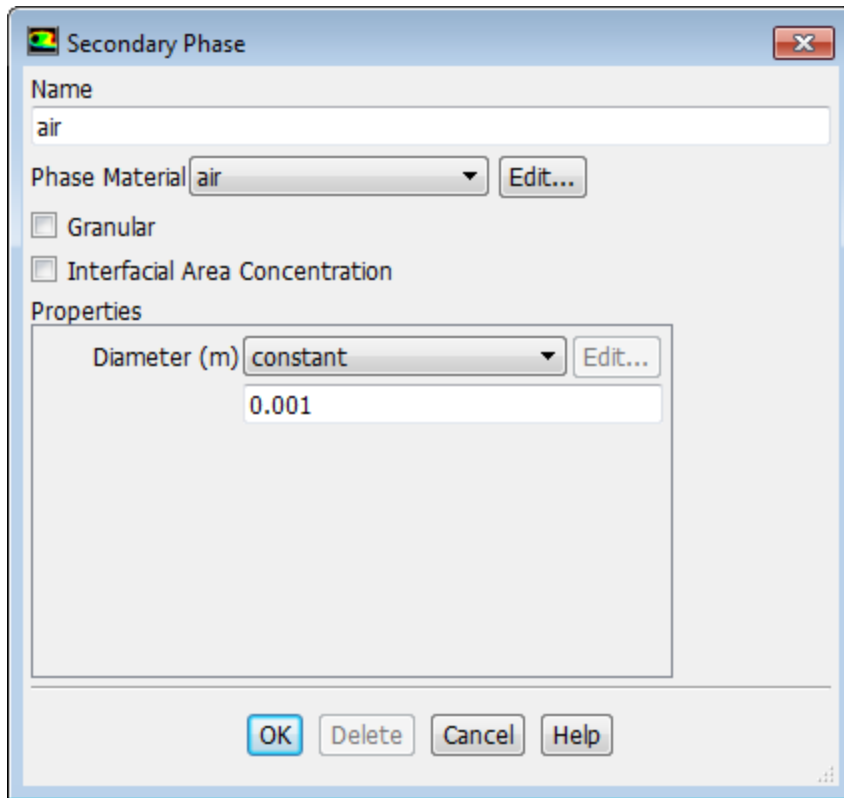 Secondary Phase
Name
air
Phase Material air Edit...
Granular
Interfacial Area Concentration
Properties
Diameter (m) constant Edit...
0.001
OK Delete Cancel Help